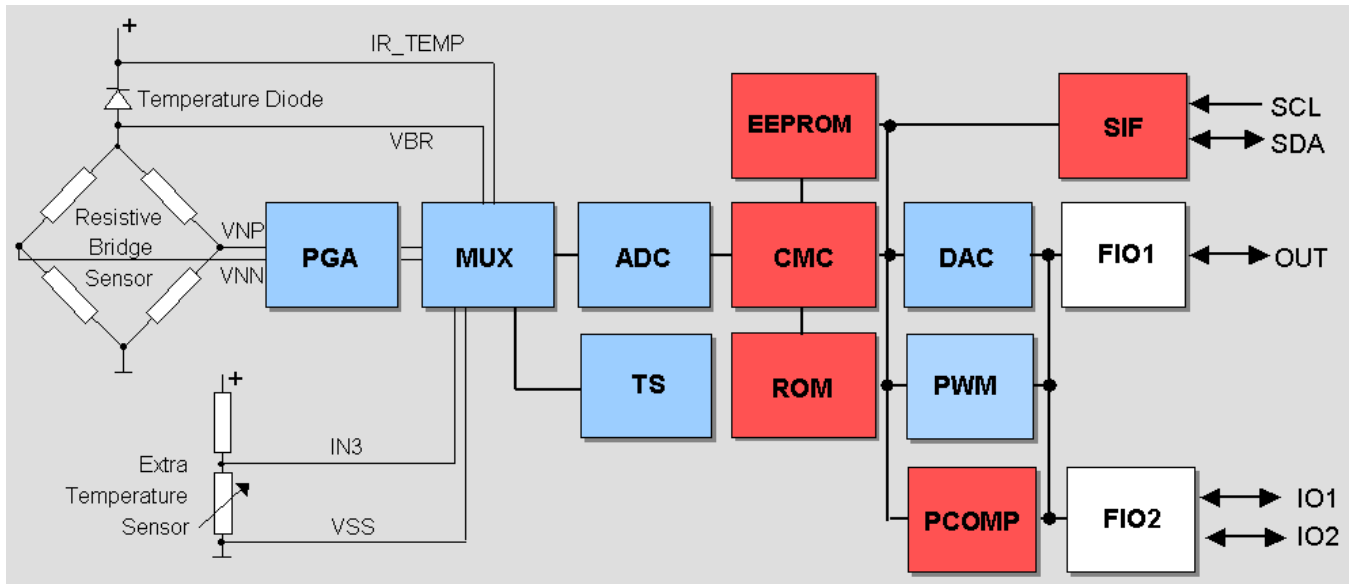 +
IR_TEMP
Temperature Diode
VBR
EEPROM
SIF
SCL
SDA
Resistive
Bridge
Sensor
VNP
VNN
PGA
MUX
ADC
CMC
DAC
FIO1
OUT
TS
ROM
PWM
+
IN3
Extra
Temperature
Sensor
VSS
PCOMP
FIO2
IO1
IO2